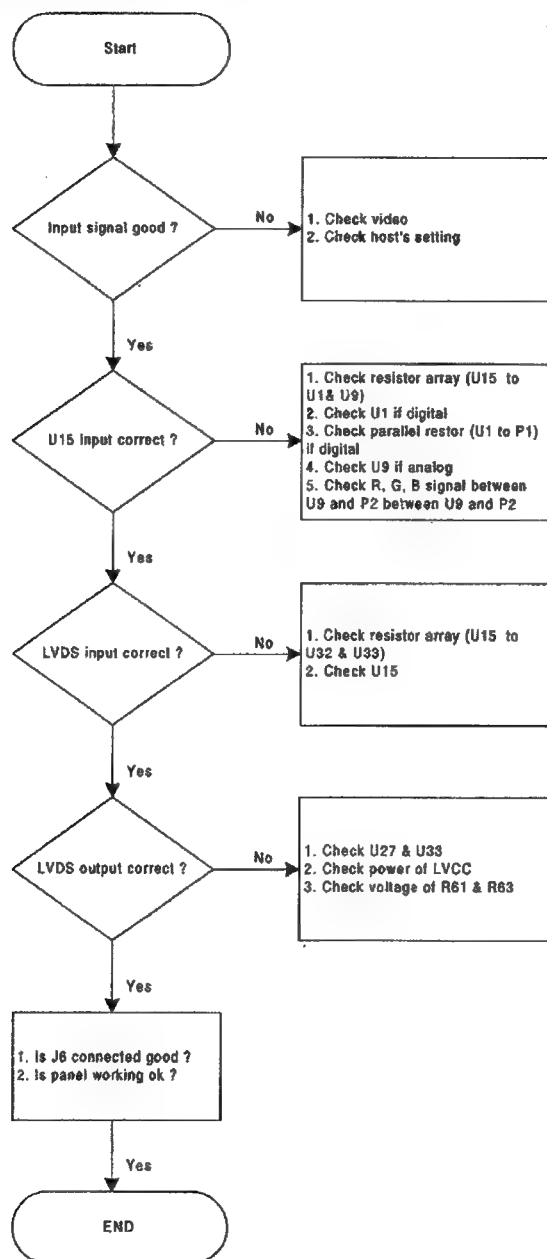 Start
Input signal good ?
No
1. Check video
2. Check host's setting
Yes
U15 input correct ?
No
1. Check resistor array (U15 to
U1& U9)
2. Check U1 if digital
3. Check parallel restor (U1 to P1)
if digital
4. Check U9 if analog
5. Check R, G, B signal between
U9 and P2 between U9 and P2
Yes
LVDS input correct ?
No
1. Check resistor array (U15 to
U32 & U33)
2. Check U15
Yes
LVDS output correct ?
No
1. Check U27 & U33
2. Check power of LVCC
3. Check voltage of R61 & R63
Yes
1. Is J6 connected good ?
2. Is panel working ok ?
Yes
END